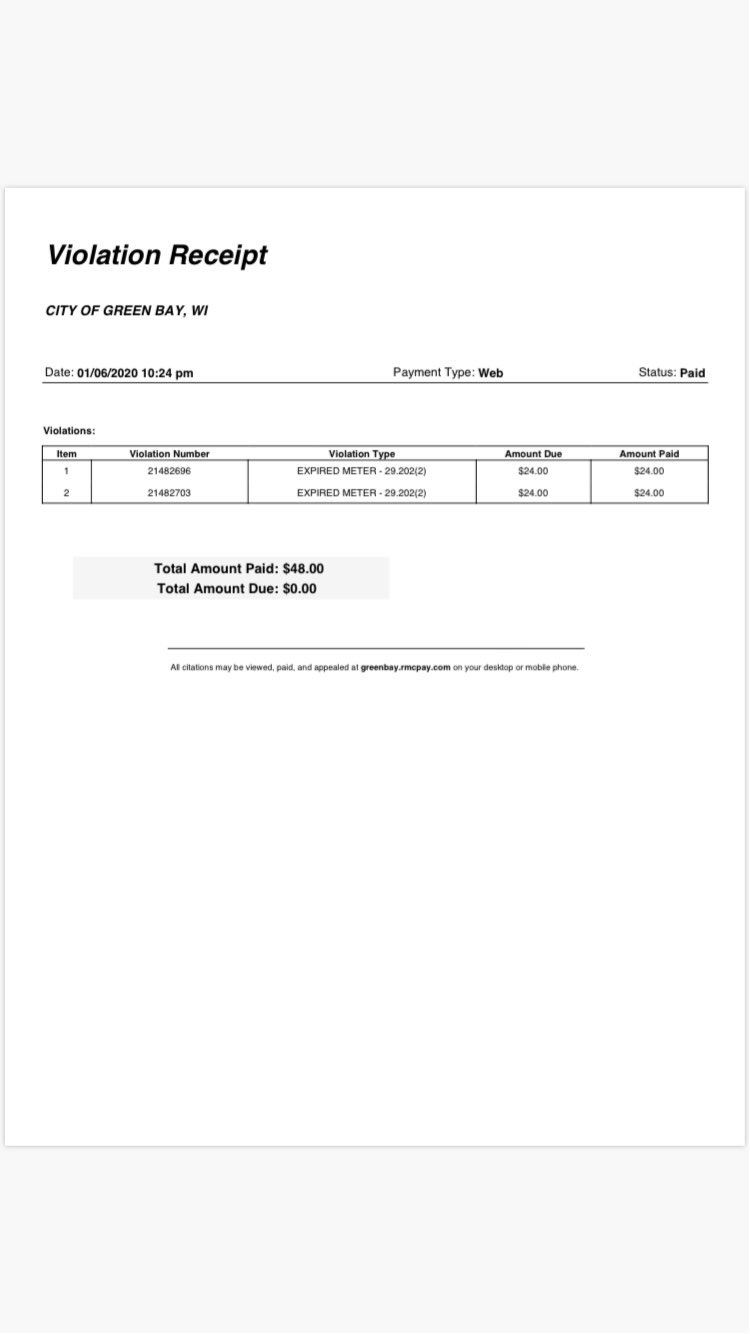 Violation Receipt
CITY OF GREEN BAY, WI
Date: 01/06/2020 10:24 pm Payment Type: Web Status: Paid
Violations:
Item Violation Number Violation Type Amount Due Amount Paid
1 21482696 EXPIRED METER - 29.202(2) $24.00 $24.00
2 21482703 EXPIRED METER - 29.202(2) $24.00 $24.00
Total Amount Paid: $48.00
Total Amount Due: $0.00
All citations may be viewed, paid, and appealed at greenbay.rmcpay.com on your desktop or mobile phone.